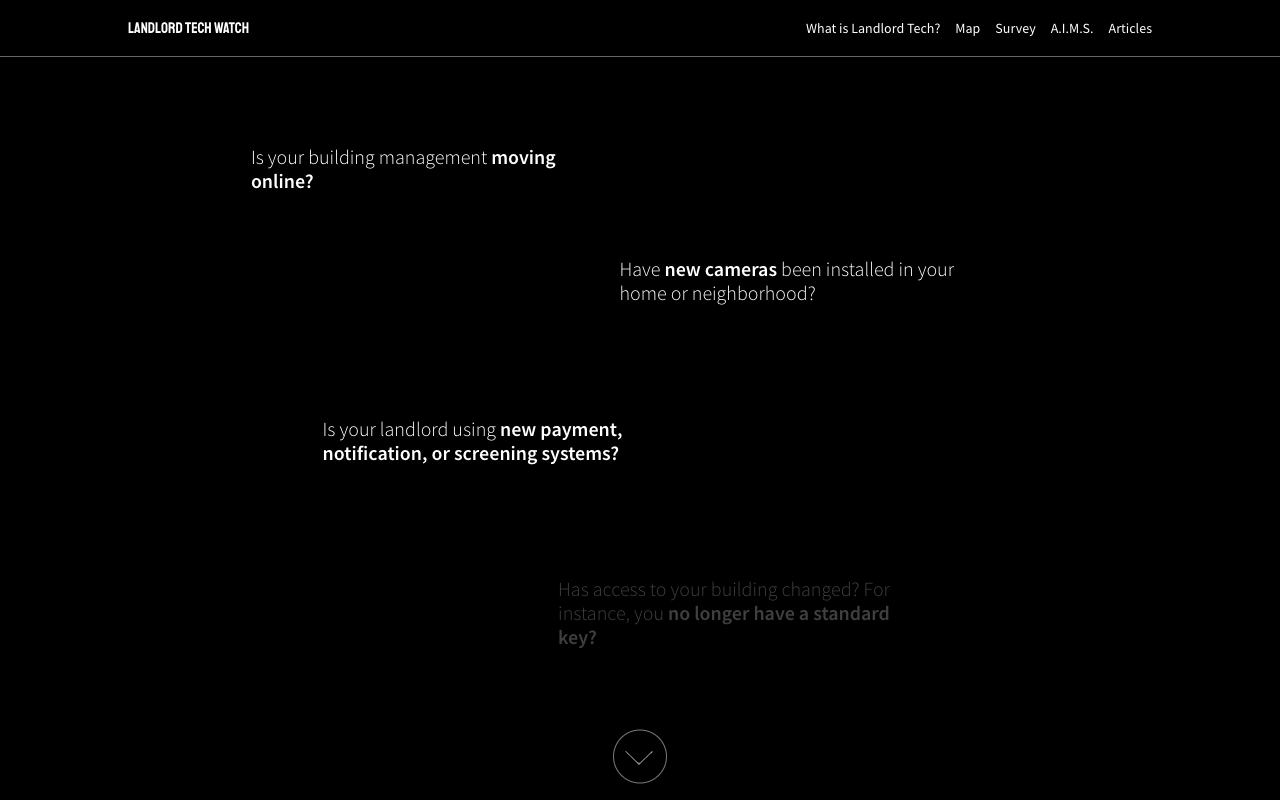 LANDLORD TECH WATCH
What is Landlord Tech? Map Survey A.I.M.S. Articles
Is your building management moving
online?
Have new cameras been installed in your
home or neighborhood?
Is your landlord using new payment,
notification, or screening systems?
Has access to your building changed? For
instance, you no longer have a standard
key?